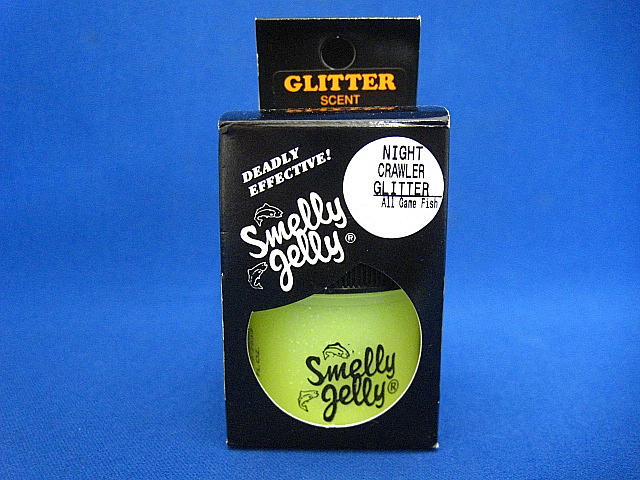 GLITTER
SCENT
DEADLY
EFFECTIVE!
NIGHT
CRAWLER
GLITTER
All Game Fish
Smelly
Jelly®
Smelly
Jelly®